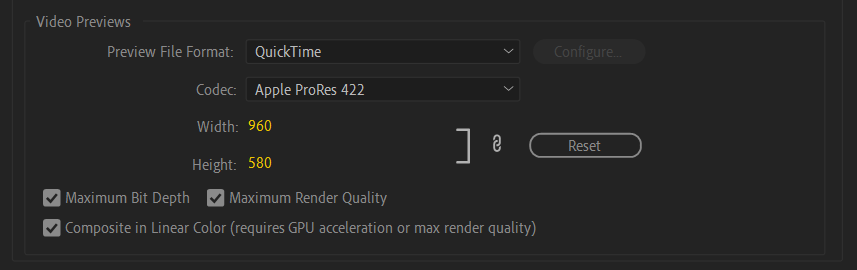 Video Previews
Preview File Format: QuickTime Configure...
Codec: Apple ProRes 422
Width: 960
Reset
Height: 580
Maximum Bit Depth Maximum Render Quality
Composite in Linear Color (requires GPU acceleration or max render quality)